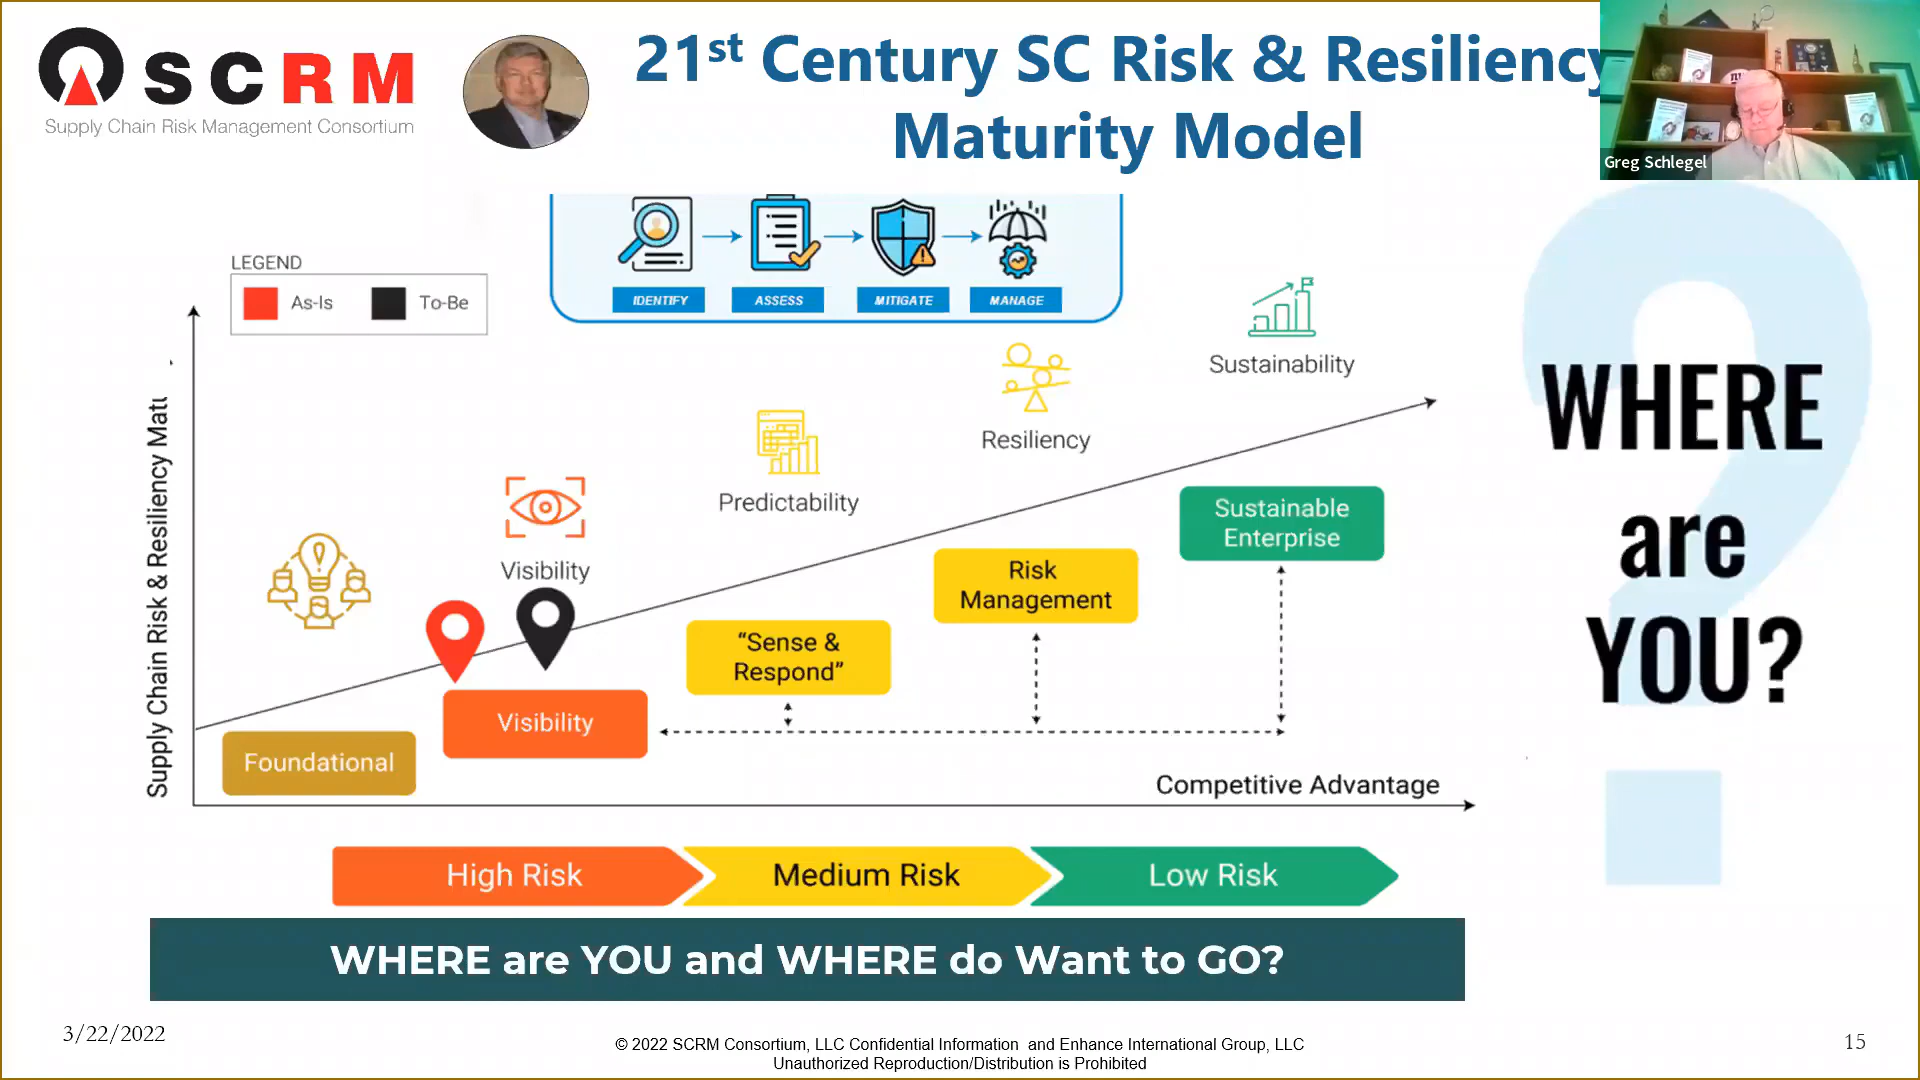 SCRM
Supply Chain Risk Management Consortium
21st Century SC Risk & Resiliency
Maturity Model
Greg Schlegel
IDENTIFY
ASSESS
MITIGATE
MANAGE
LEGEND
As-Is
To-Be
Supply Chain Risk & Resiliency Mat
Sustainability
Resiliency
Predictability
Visibility
Sustainable
Enterprise
Risk
Management
“Sense &
Respond”
Visibility
Foundational
Competitive Advantage
High Risk
Medium Risk
Low Risk
WHERE
are
YOU?
WHERE are YOU and WHERE do Want to GO?
3/22/2022
© 2022 SCRM Consortium, LLC Confidential Information and Enhance International Group, LLC
Unauthorized Reproduction/Distribution is Prohibited
15